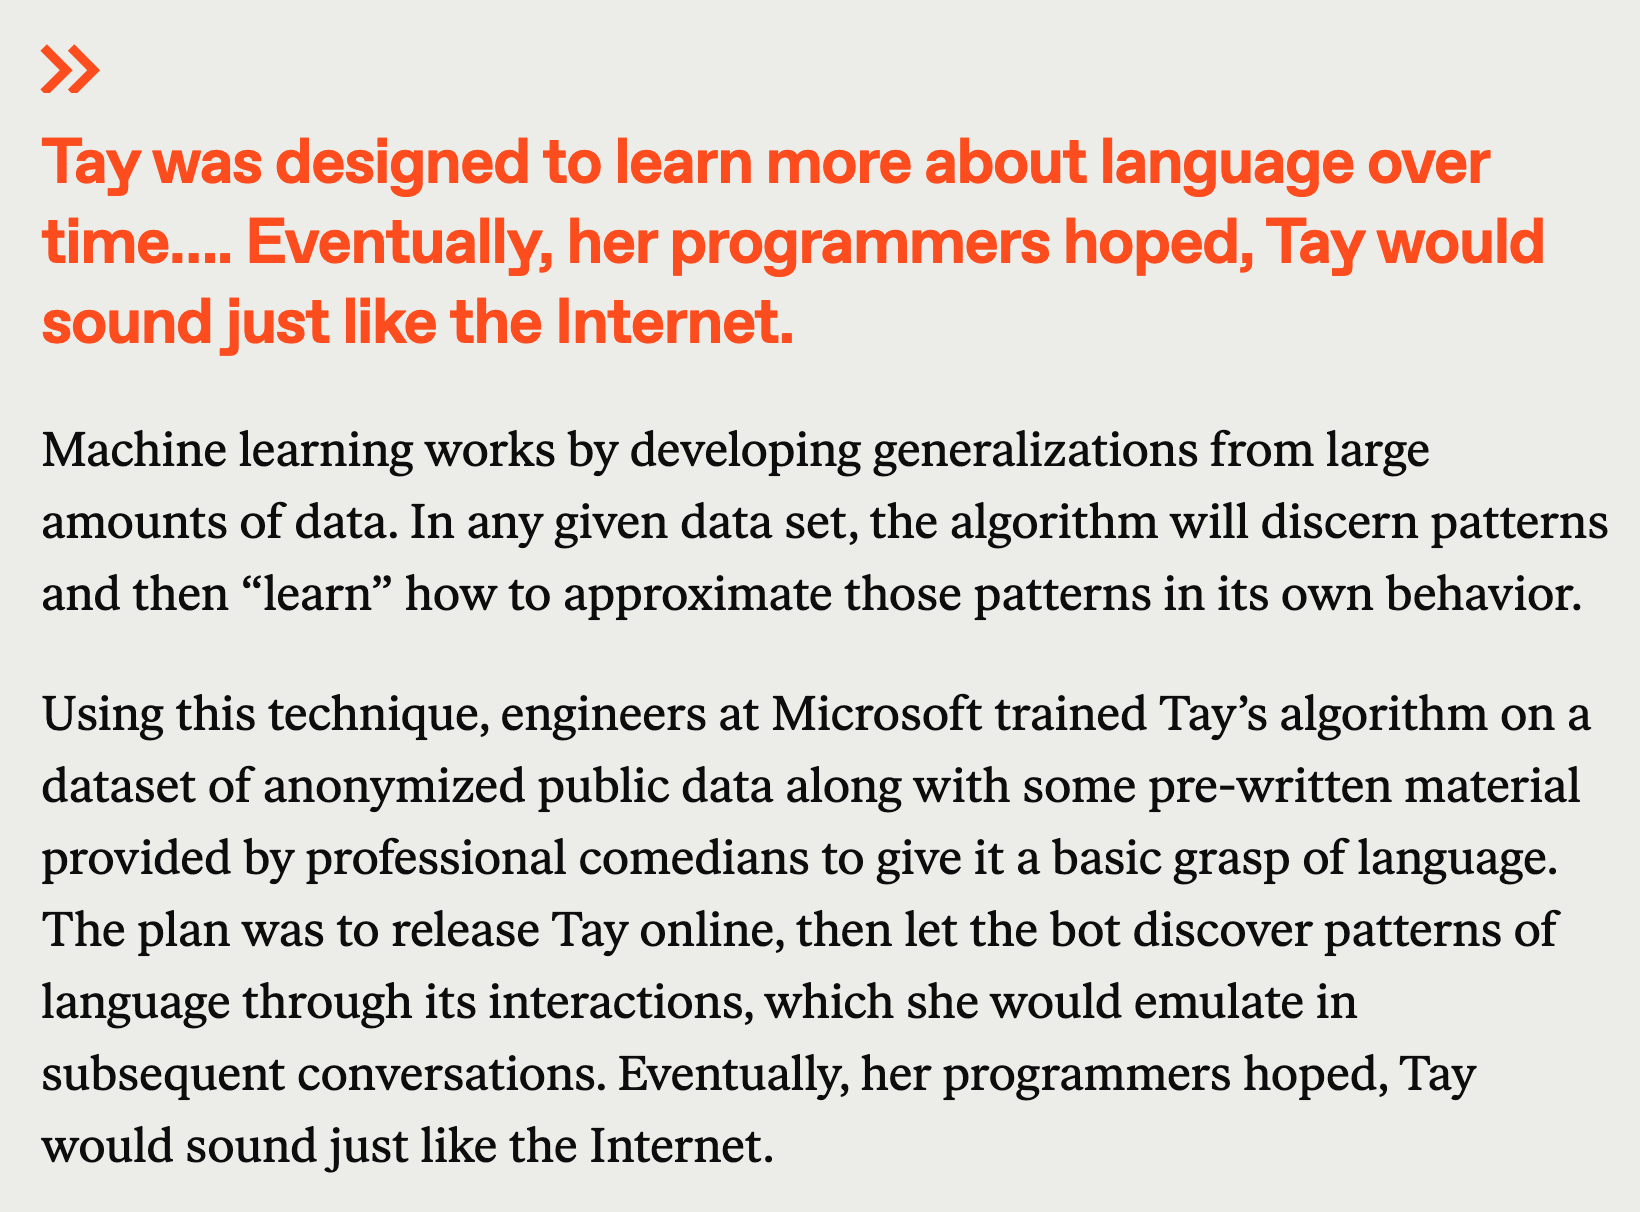 Tay was designed to learn more about language over
time.... Eventually, her programmers hoped, Tay would
sound just like the Internet.
Machine learning works by developing generalizations from large
amounts of data. In any given data set, the algorithm will discern patterns
and then “learn” how to approximate those patterns in its own behavior.
Using this technique, engineers at Microsoft trained Tay’s algorithm on a
dataset of anonymized public data along with some pre-written material
provided by professional comedians to give it a basic grasp of language.
The plan was to release Tay online, then let the bot discover patterns of
language through its interactions, which she would emulate in
subsequent conversations. Eventually, her programmers hoped, Tay
would sound just like the Internet.